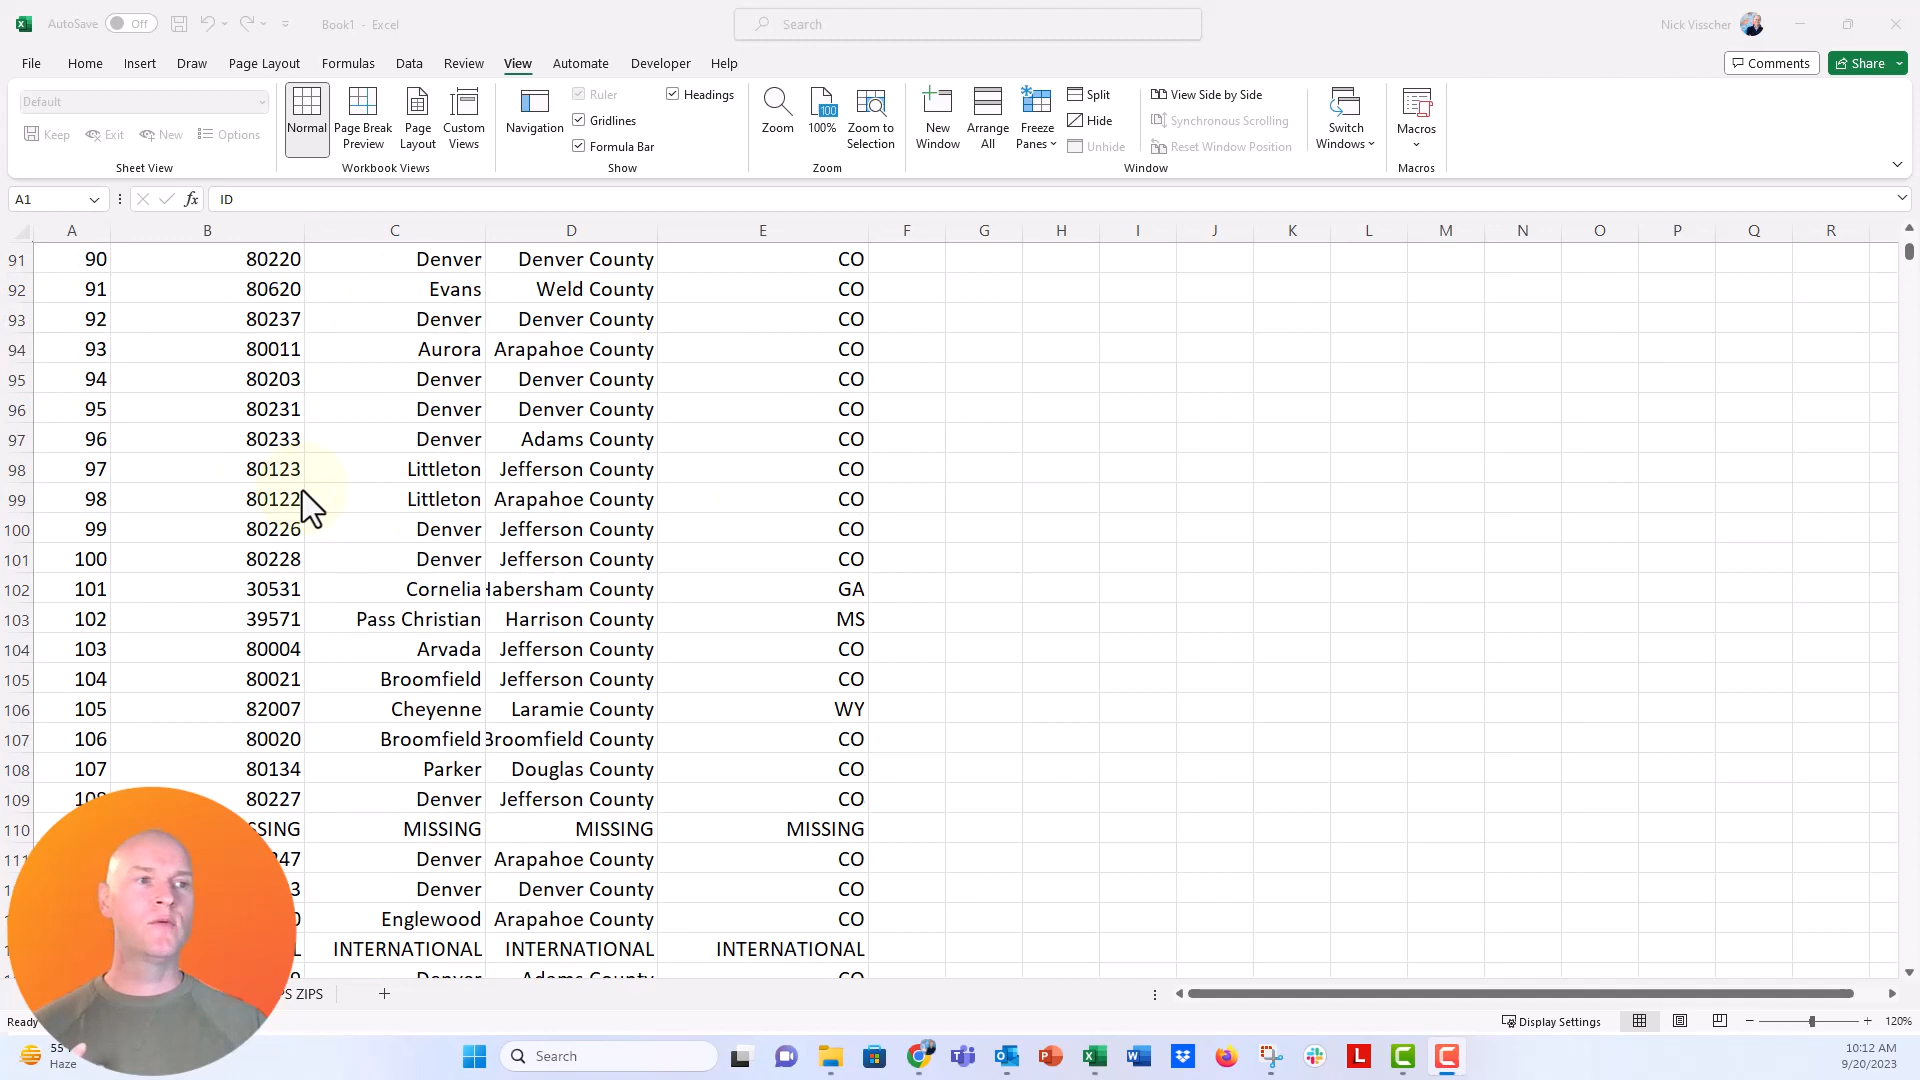 AutoSave Off Book1 - Excel Search Nick Visscher
File Home Insert Draw Page Layout Formulas Data Review View Automate Developer Help Comments Share
Default
Keep Exit New Options
Sheet View
Normal Page Break Preview Page Layout Custom Views
Workbook Views
Navigation Ruler Headings
Gridlines
Formula Bar
Show
Zoom 100% Zoom to Selection
Zoom
New Window Arrange All Freeze Panes Split
Hide
Unhide
View Side by Side
Synchronous Scrolling
Reset Window Position
Switch Windows
Window
Macros
Macros
A1 fx ID
A B C D E F G H I J K L M N O P Q R
91 90 80220 Denver Denver County CO
92 91 80620 Evans Weld County CO
93 92 80237 Denver Denver County CO
94 93 80011 Aurora Arapahoe County CO
95 94 80203 Denver Denver County CO
96 95 80231 Denver Denver County CO
97 96 80233 Denver Adams County CO
98 97 80123 Littleton Jefferson County CO
99 98 80122 Littleton Arapahoe County CO
100 99 80226 Denver Jefferson County CO
101 100 80228 Denver Jefferson County CO
102 101 30531 Cornelia Habersham County GA
103 102 39571 Pass Christian Harrison County MS
104 103 80004 Arvada Jefferson County CO
105 104 80021 Broomfield Jefferson County CO
106 105 82007 Cheyenne Laramie County WY
107 106 80020 Broomfield Broomfield County CO
108 107 80134 Parker Douglas County CO
109 108 80227 Denver Jefferson County CO
110 SSING MISSING MISSING MISSING
111 247 Denver Arapahoe County CO
3 Denver Denver County CO
0 Englewood Arapahoe County CO
L INTERNATIONAL INTERNATIONAL INTERNATIONAL
Denver Adams County CO
PS ZIPS
Ready Display Settings 120%
Haze Search 10:12 AM
9/20/2023